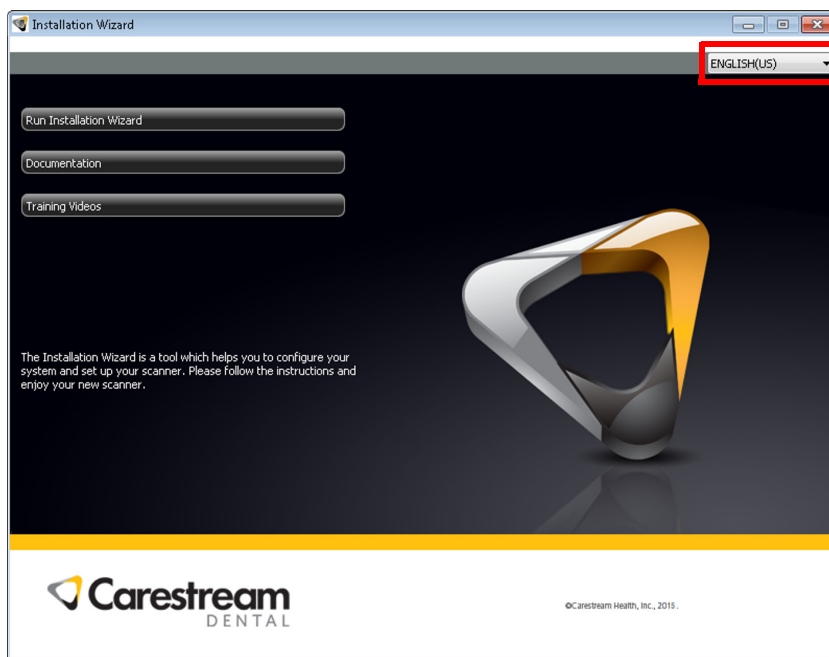 Installation Wizard
ENGLISH(US)
Run Installation Wizard
Documentation
Training Videos
The Installation Wizard is a tool which helps you to configure your
system and set up your scanner. Please follow the instructions and
enjoy your new scanner.
Carestream
DENTAL
©Carestream Health, Inc., 2015.